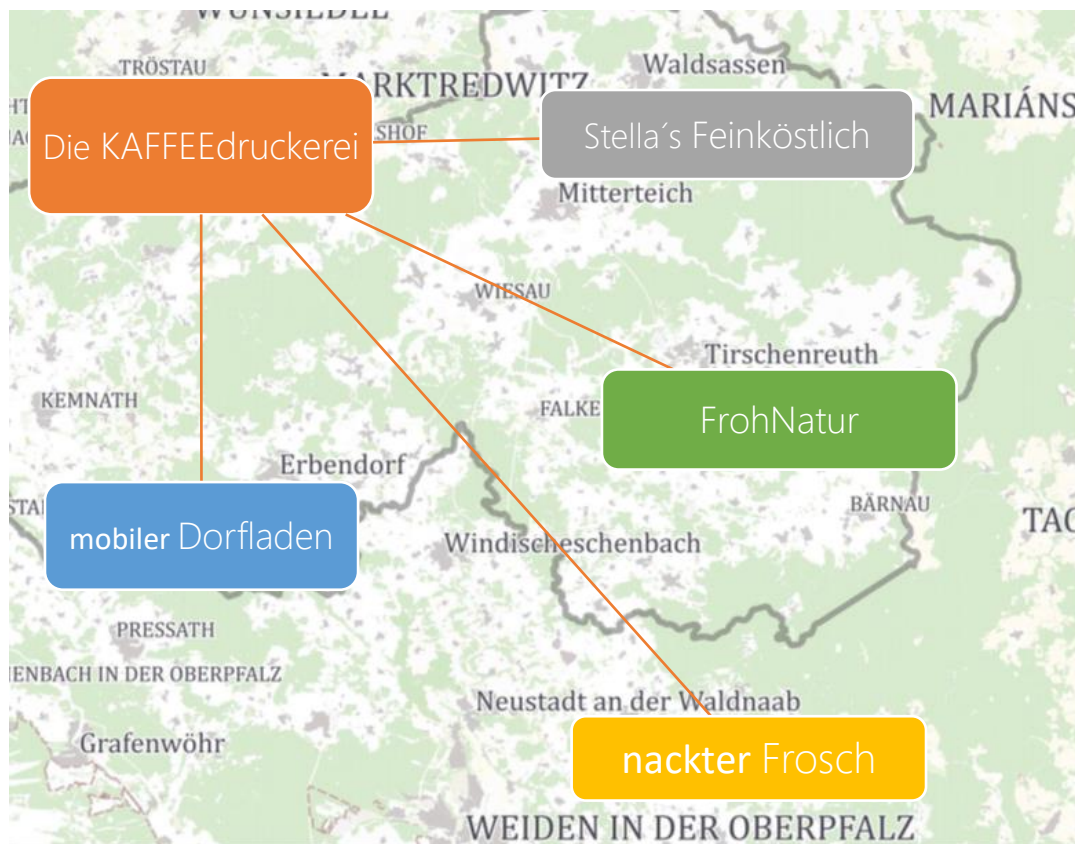 WUNSIEDEL
TRÖSTAU
MARKTREDWITZ
Waldsassen
MARIÁNS
Die KAFFEEdruckerei
SHOF
Stella´s Feinköstlich
Mitterteich
WIESAU
Tirschenreuth
KEMNATH
FALKE
FrohNatur
Erbendorf
BÄRNAU
TAC
mobiler Dorfladen
Windischeschenbach
PRESSATH
ENBACH IN DER OBERPFALZ
Neustadt an der Waldnaab
Grafenwöhr
nackter Frosch
WEIDEN IN DER OBERPFALZ